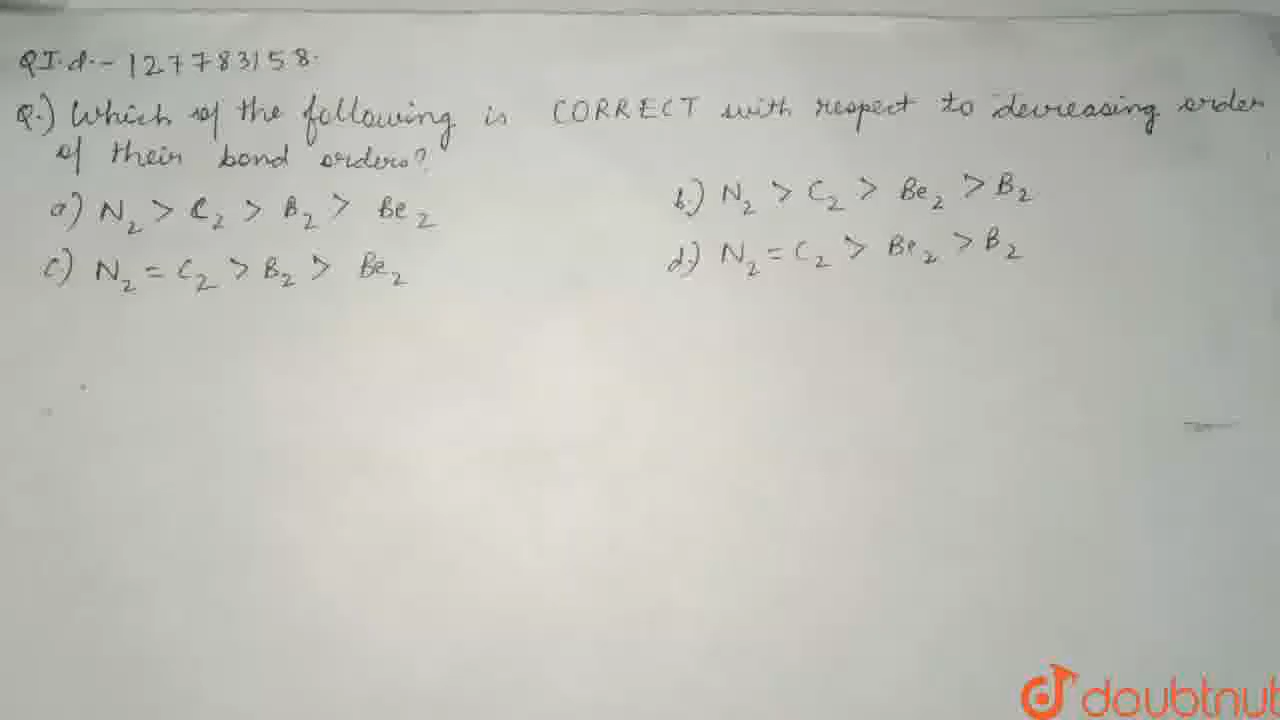 QI.d.-127783158.
Q.) Which of the following is CORRECT with respect to decreasing order
of their bond orders?
a) N₂ > C₂ > B₂ > Be₂
b.) N₂ > C₂ > Be₂ > B₂
c) N₂ = C₂ > B₂ > Be₂
d.) N₂ = C₂ > Be₂ > B₂
doubtnut